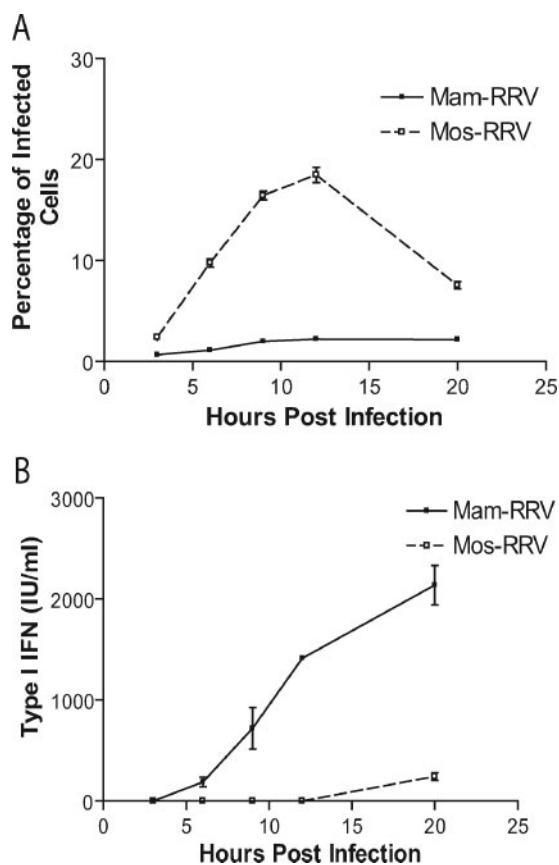 A
30
20
10
0
Percentage of Infected
Cells
Mam-RRV
Mos-RRV
0 5 10 15 20 25
Hours Post Infection
B
3000
2000
1000
0
Type I IFN (IU/ml)
Mam-RRV
Mos-RRV
0 5 10 15 20 25
Hours Post Infection